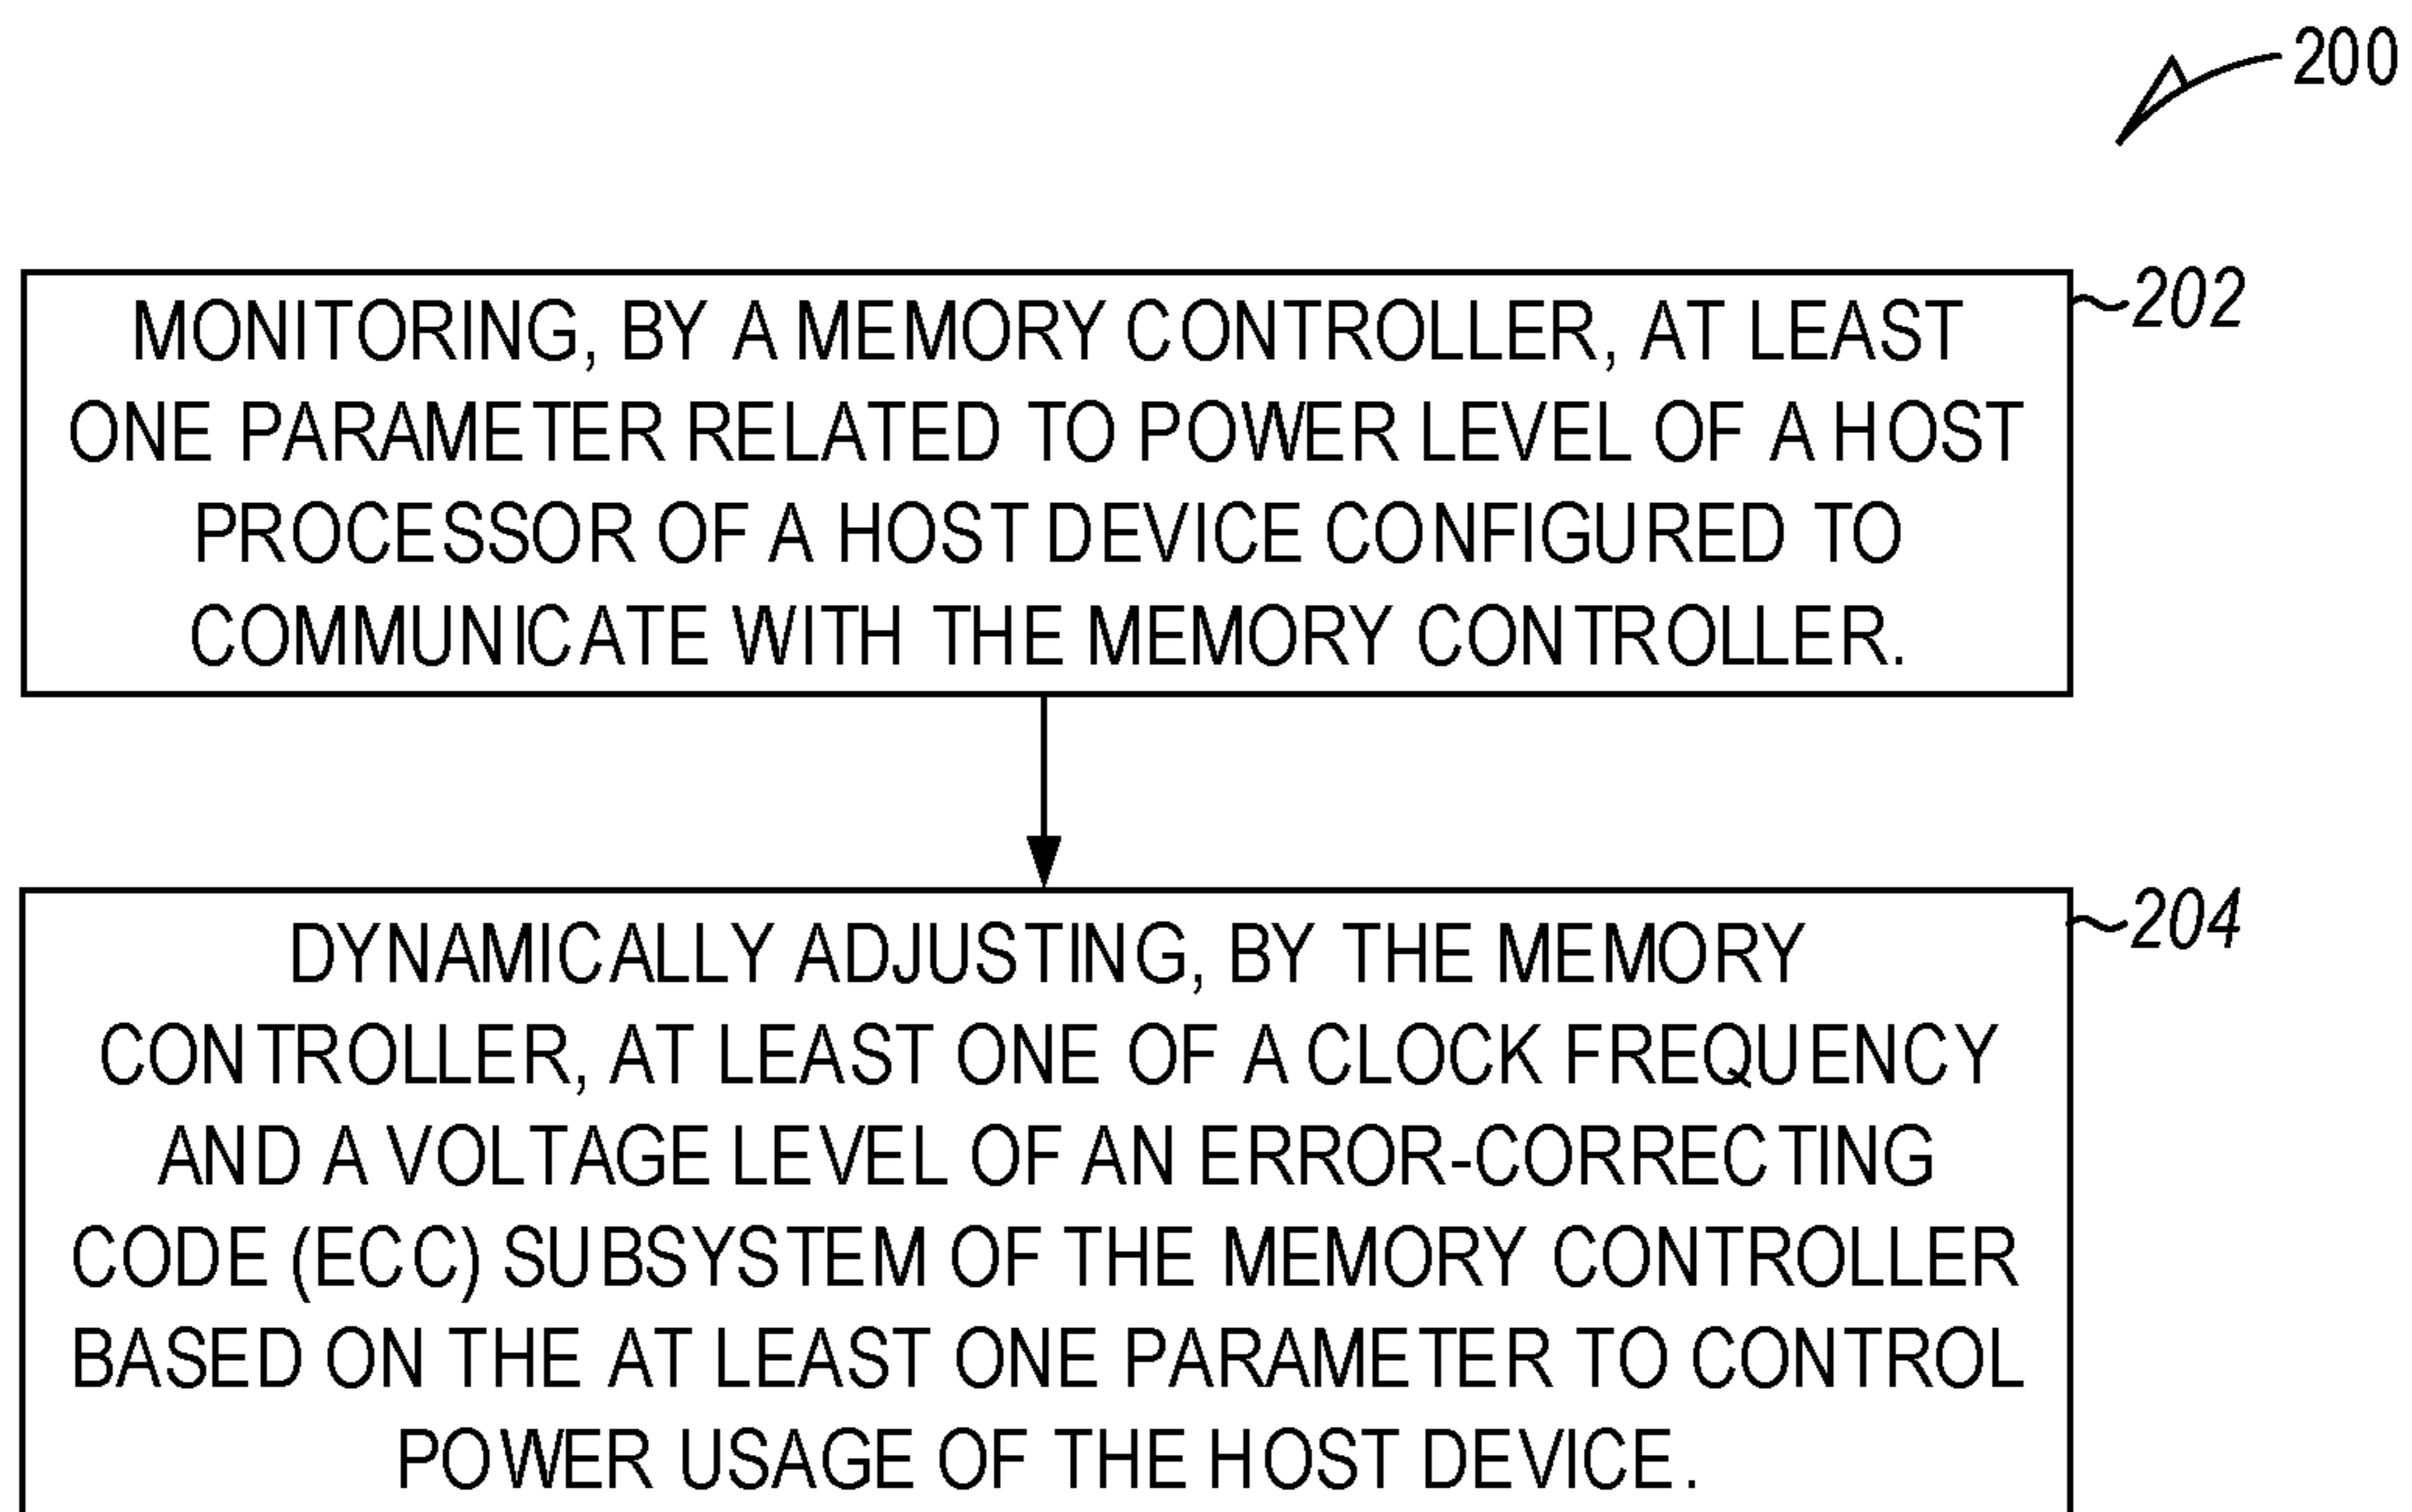 200
MONITORING, BY A MEMORY CONTROLLER, AT LEAST
ONE PARAMETER RELATED TO POWER LEVEL OF A HOST
PROCESSOR OF A HOST DEVICE CONFIGURED TO
COMMUNICATE WITH THE MEMORY CONTROLLER.
202
DYNAMICALLY ADJUSTING, BY THE MEMORY
CONTROLLER, AT LEAST ONE OF A CLOCK FREQUENCY
AND A VOLTAGE LEVEL OF AN ERROR-CORRECTING
CODE (ECC) SUBSYSTEM OF THE MEMORY CONTROLLER
BASED ON THE AT LEAST ONE PARAMETER TO CONTROL
POWER USAGE OF THE HOST DEVICE.
204